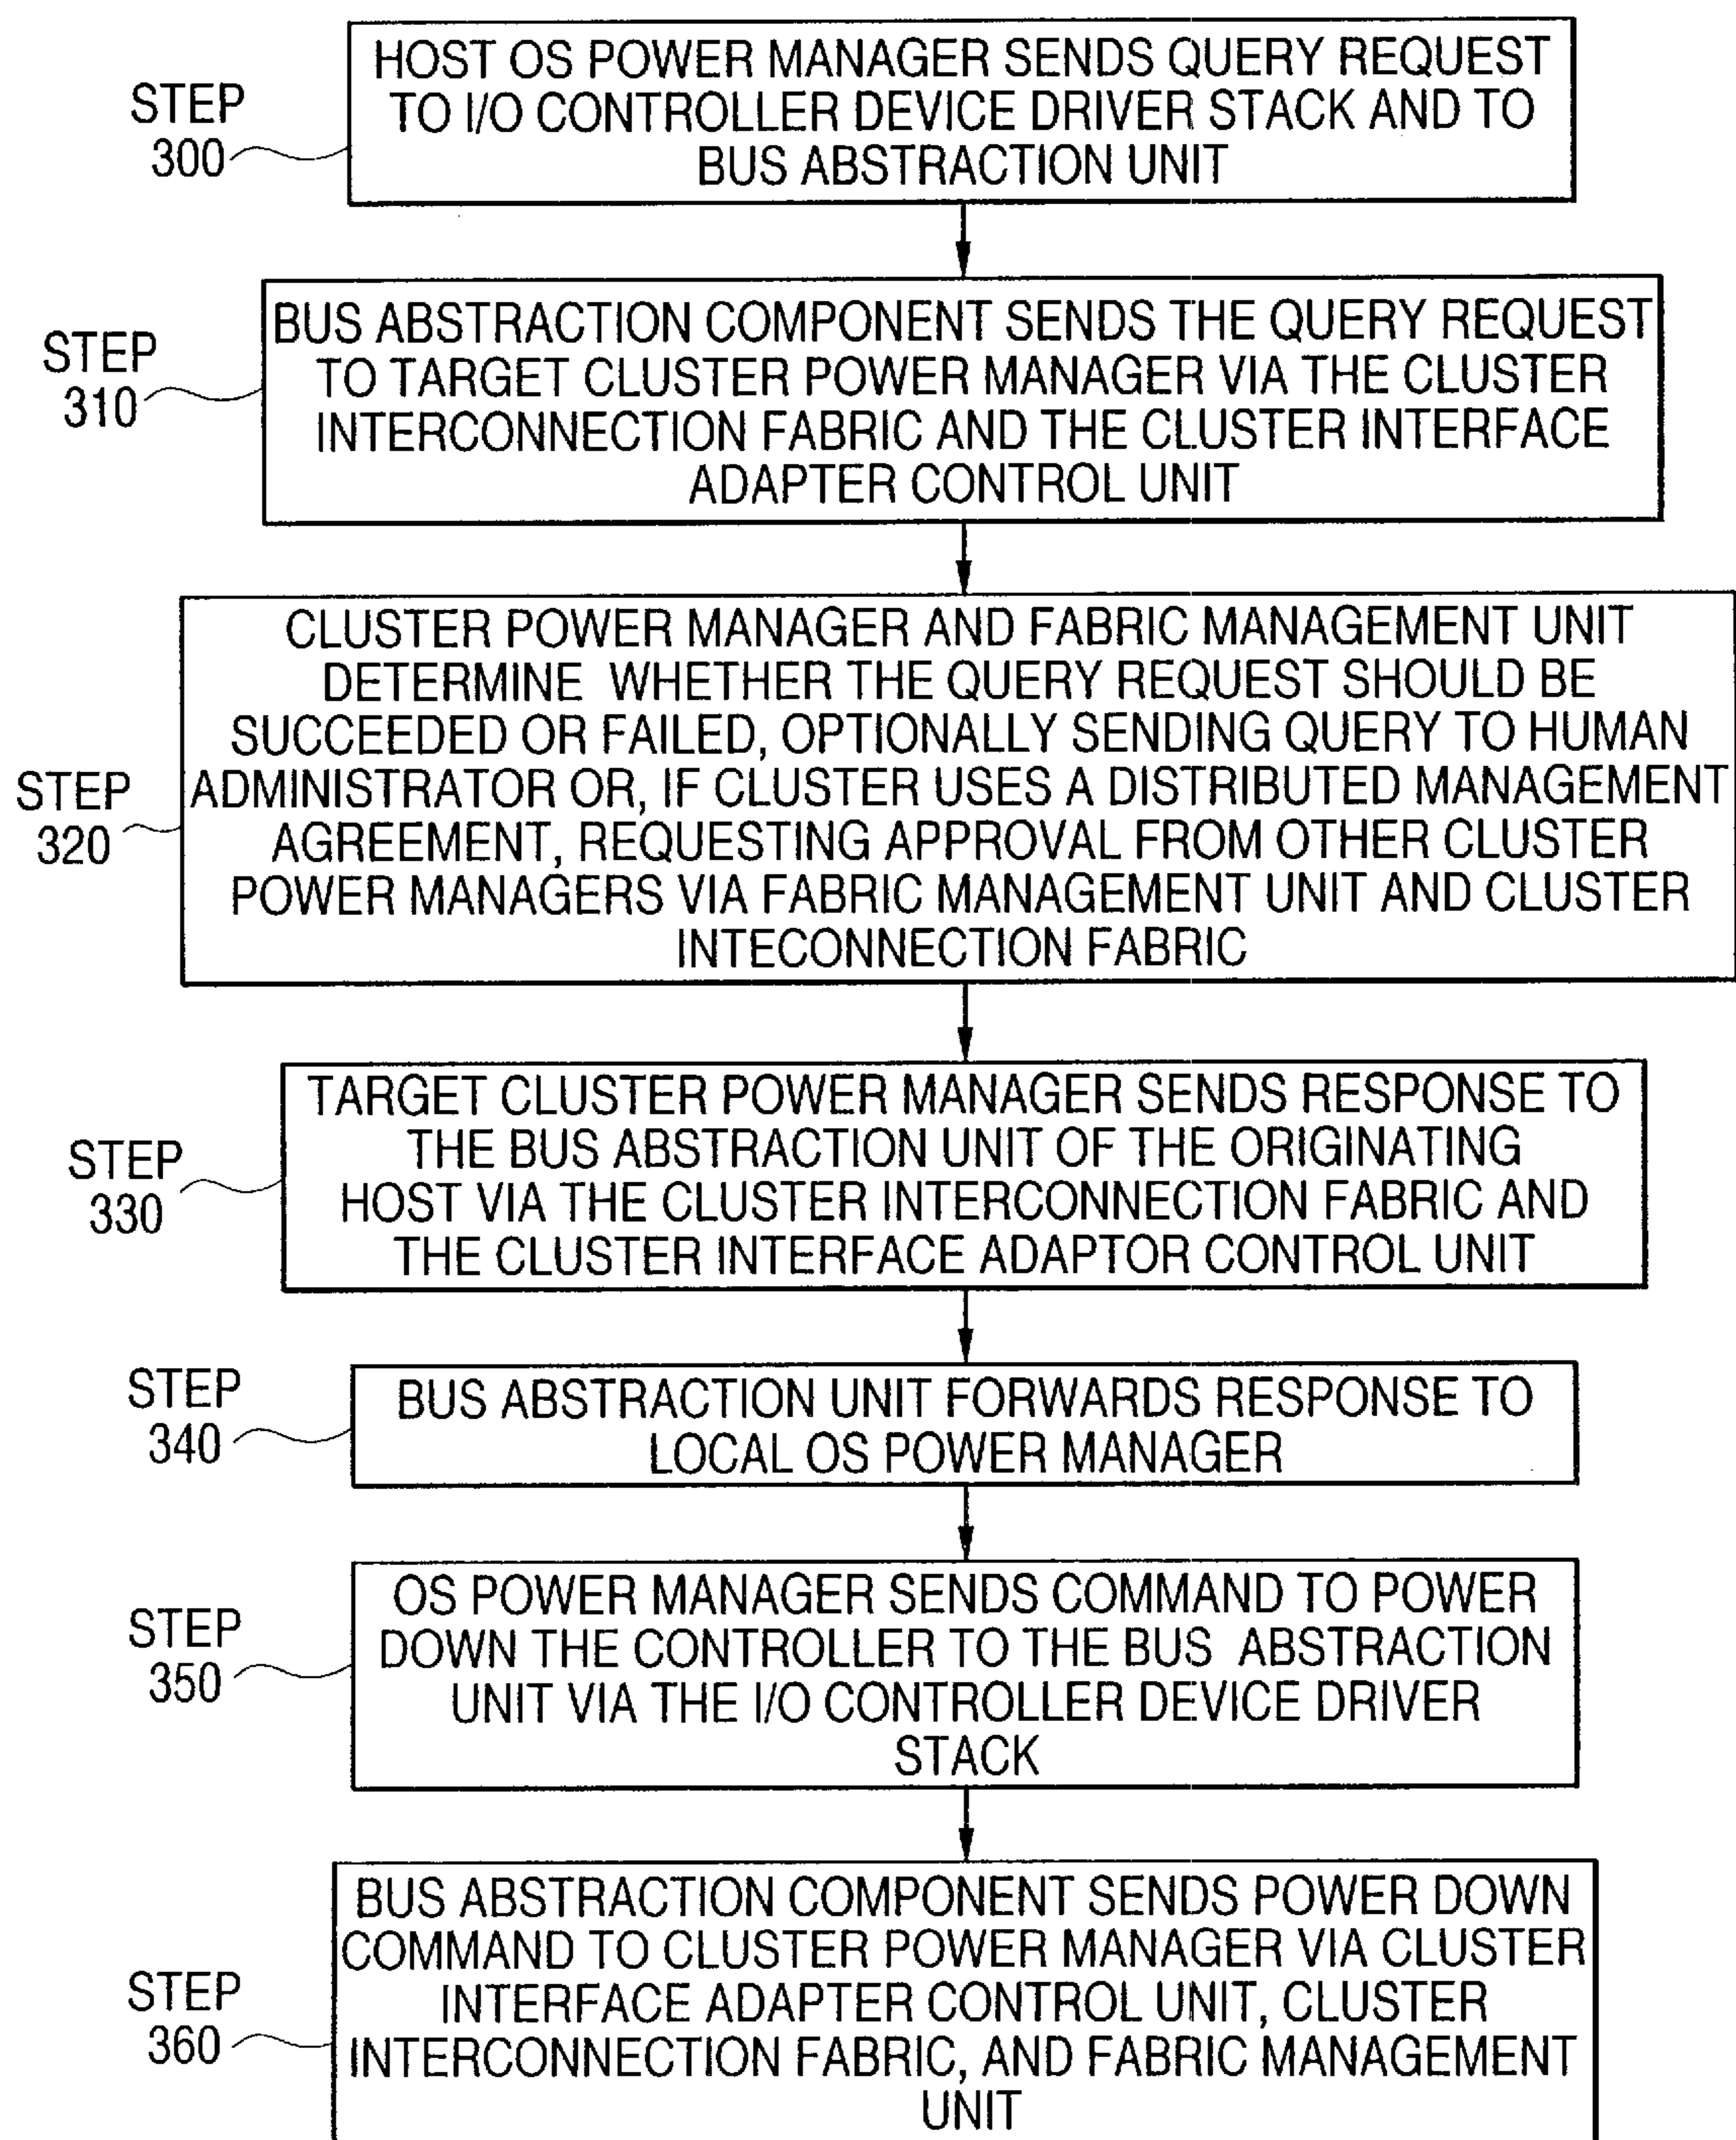 STEP
300
HOST OS POWER MANAGER SENDS QUERY REQUEST
TO I/O CONTROLLER DEVICE DRIVER STACK AND TO
BUS ABSTRACTION UNIT
STEP
310
BUS ABSTRACTION COMPONENT SENDS THE QUERY REQUEST
TO TARGET CLUSTER POWER MANAGER VIA THE CLUSTER
INTERCONNECTION FABRIC AND THE CLUSTER INTERFACE
ADAPTER CONTROL UNIT
STEP
320
CLUSTER POWER MANAGER AND FABRIC MANAGEMENT UNIT
DETERMINE WHETHER THE QUERY REQUEST SHOULD BE
SUCCEEDED OR FAILED, OPTIONALLY SENDING QUERY TO HUMAN
ADMINISTRATOR OR, IF CLUSTER USES A DISTRIBUTED MANAGEMENT
AGREEMENT, REQUESTING APPROVAL FROM OTHER CLUSTER
POWER MANAGERS VIA FABRIC MANAGEMENT UNIT AND CLUSTER
INTECONNECTION FABRIC
STEP
330
TARGET CLUSTER POWER MANAGER SENDS RESPONSE TO
THE BUS ABSTRACTION UNIT OF THE ORIGINATING
HOST VIA THE CLUSTER INTERCONNECTION FABRIC AND
THE CLUSTER INTERFACE ADAPTOR CONTROL UNIT
STEP
340
BUS ABSTRACTION UNIT FORWARDS RESPONSE TO
LOCAL OS POWER MANAGER
STEP
350
OS POWER MANAGER SENDS COMMAND TO POWER
DOWN THE CONTROLLER TO THE BUS ABSTRACTION
UNIT VIA THE I/O CONTROLLER DEVICE DRIVER
STACK
STEP
360
BUS ABSTRACTION COMPONENT SENDS POWER DOWN
COMMAND TO CLUSTER POWER MANAGER VIA CLUSTER
INTERFACE ADAPTER CONTROL UNIT, CLUSTER
INTERCONNECTION FABRIC, AND FABRIC MANAGEMENT
UNIT